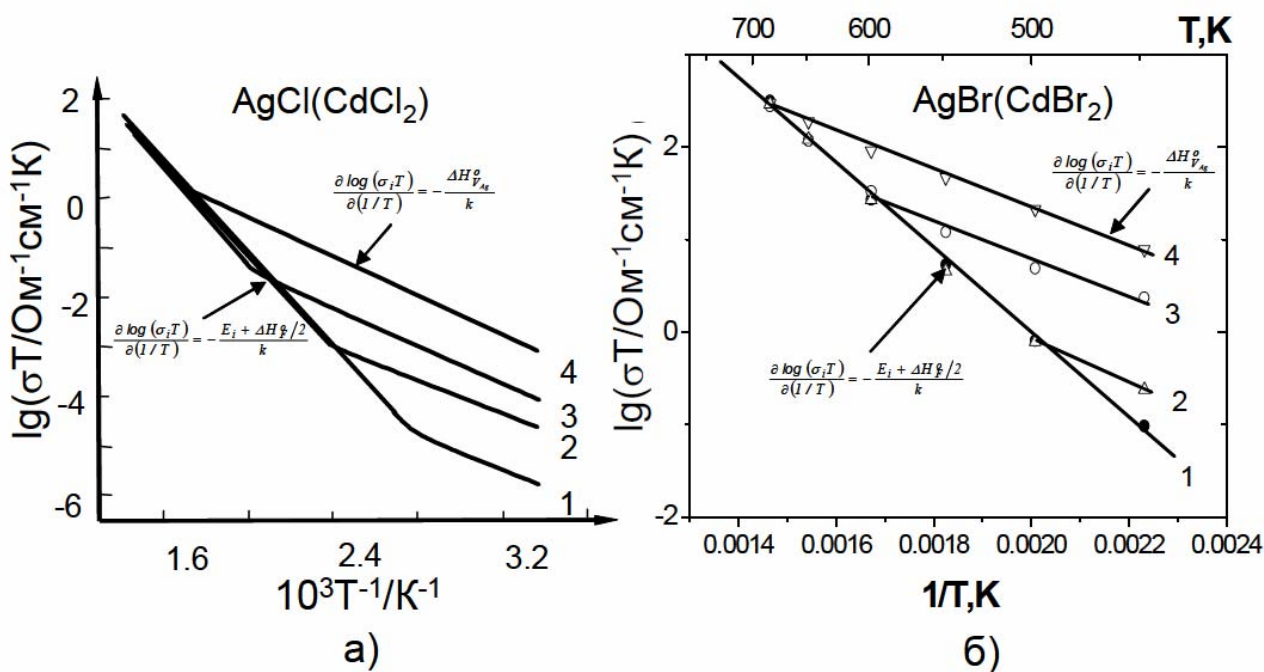 AgCl(CdCl₂)
lg(σT/Ом⁻¹см⁻¹К)
2
0
-2
-4
-6
∂ log (σᵢT) / ∂(1/T) = - ΔH°V_Ag / k
∂ log (σᵢT) / ∂(1/T) = - Eᵢ + ΔH°F/2 / k
4
3
2
1
1.6
2.4
3.2
10³T⁻¹/К⁻¹
а)
700
600
500
T,K
AgBr(CdBr₂)
lg(σT/Ом⁻¹см⁻¹К)
2
0
-2
∂ log (σᵢT) / ∂(1/T) = - ΔH°V_Ag / k
∂ log (σᵢT) / ∂(1/T) = - Eᵢ + ΔH°F/2 / k
4
3
2
1
0.0014
0.0016
0.0018
0.0020
0.0022
0.0024
1/T,K
б)